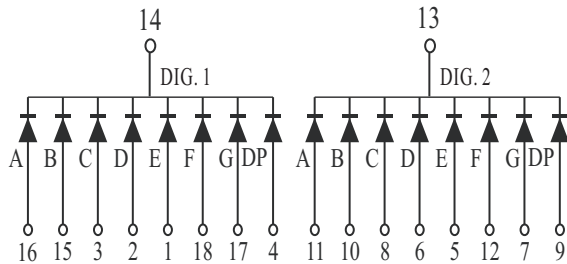 14 13
DIG. 1 DIG. 2
A B C D E F G DP A B C D E F G DP
16 15 3 2 1 18 17 4 11 10 8 6 5 12 7 9